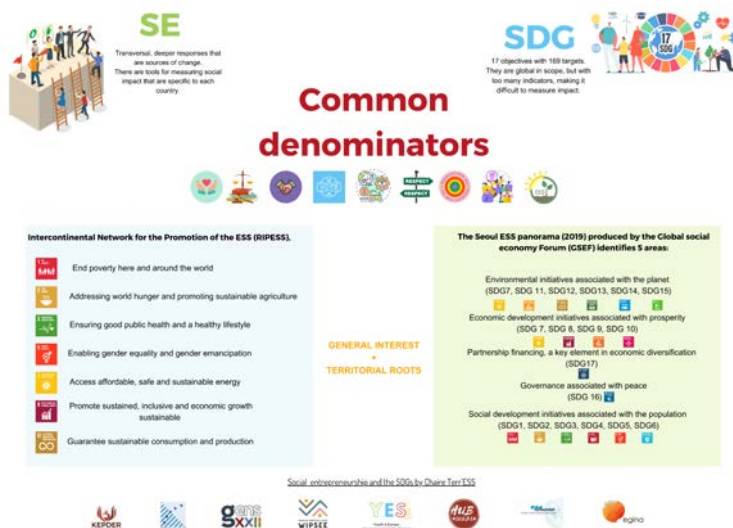 SE
Transversal, deeper responses that
are sources of change.
There are tools for measuring social
impact that are specific to each
country.
SDG
17 objectives with 169 targets.
They are global in scope, but with
too many indicators, making it
difficult to measure impact.
17
SDG
Common
denominators
RESPECT
RESPECT
ECO
Intercontinental Network for the Promotion of the ESS (RIPESS),
End poverty here and around the world
Addressing world hunger and promoting sustainable agriculture
Ensuring good public health and a healthy lifestyle
Enabling gender equality and gender emancipation
Access affordable, safe and sustainable energy
Promote sustained, inclusive and economic growth
sustainable
Guarantee sustainable consumption and production
GENERAL INTEREST
+
TERRITORIAL ROOTS
The Seoul ESS panorama (2019) produced by the Global social
economy Forum (GSEF) identifies 5 areas:
Environmental initiatives associated with the planet
(SDG7, SDG 11, SDG12, SDG13, SDG14, SDG15)
Economic development initiatives associated with prosperity
(SDG 7, SDG 8, SDG 9, SDG 10)
Partnership financing, a key element in economic diversification
(SDG17)
Governance associated with peace
(SDG 16)
Social development initiatives associated with the population
(SDG1, SDG2, SDG3, SDG4, SDG5, SDG6)
Social entrepreneurship and the SDGs by Chaire Terr'ESS
KEPDER
gens
XXII
WIPSEE
YES
HUB
egina